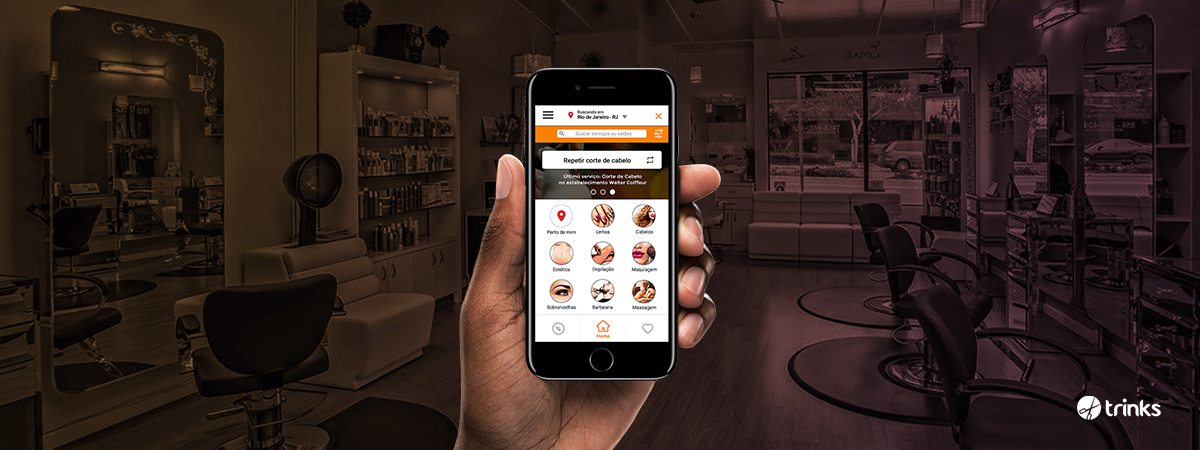 Buscando em
Rio de Janeiro - RJ
Buscar serviços ou salões
Repetir corte de cabelo
Último serviço: Corte de Cabelo
no estabelecimento Walter Coiffeur
Perto de mim
Unhas
Cabelos
Estética
Depilação
Maquiagem
Sobrancelhas
Barbearia
Massagem
%
Home
trinks